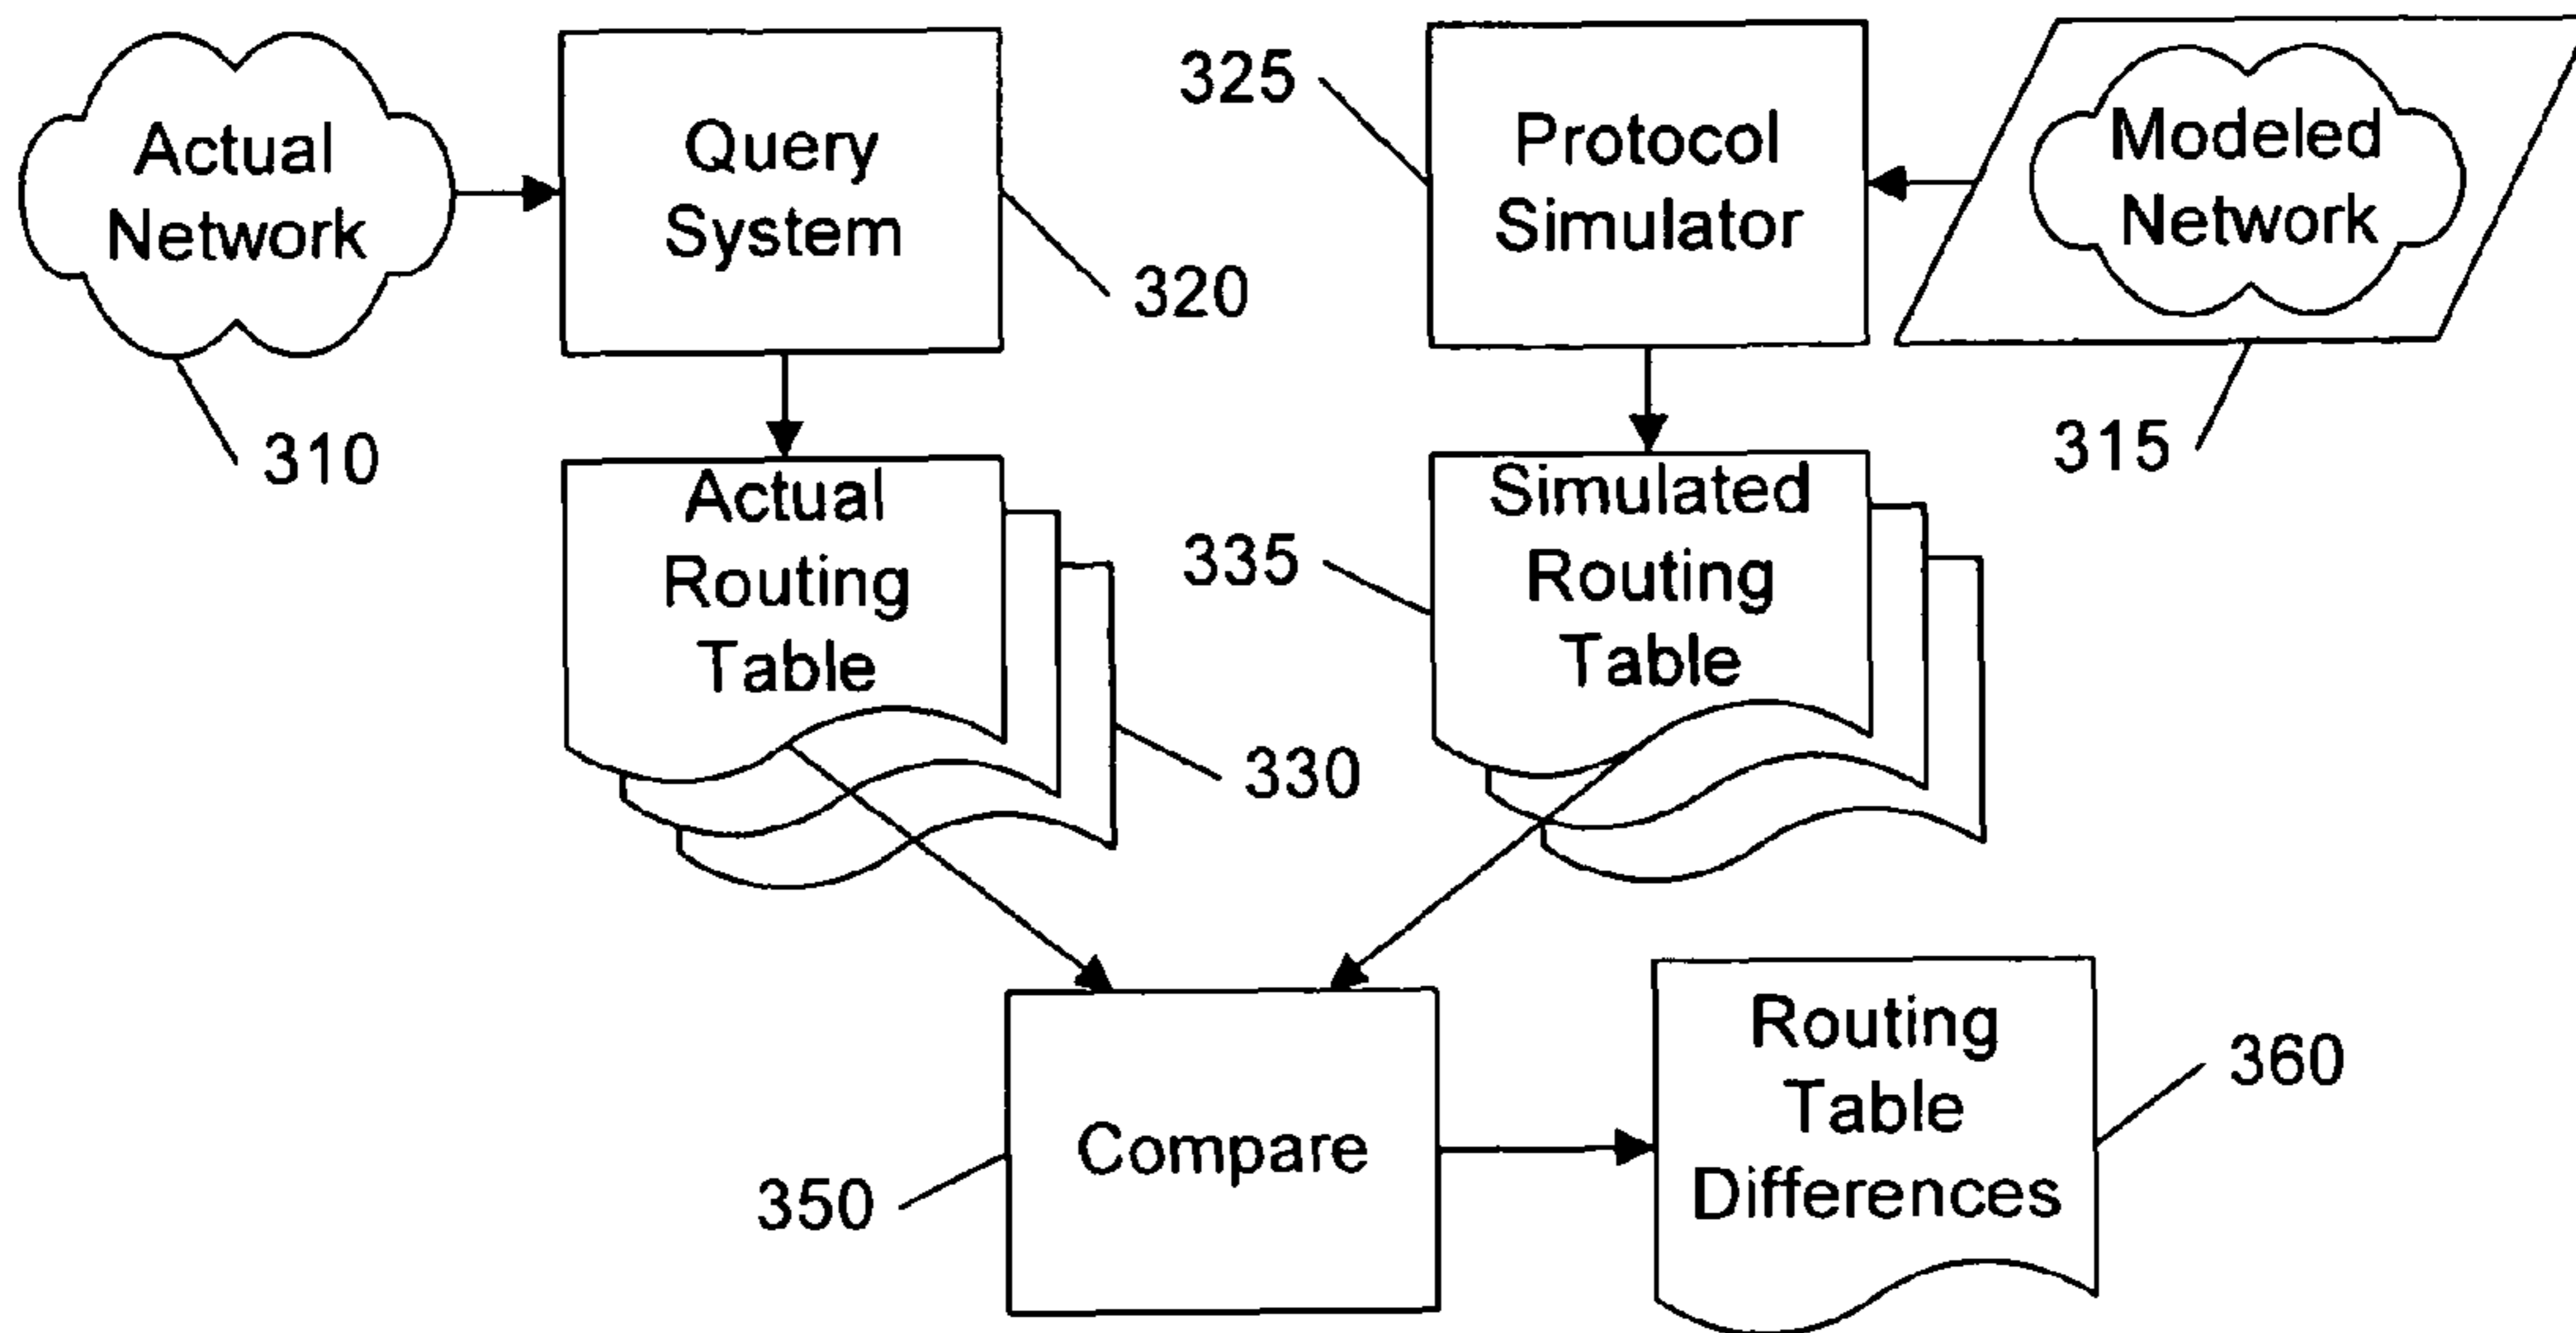 Actual
Network
310
Query
System
320
325
Protocol
Simulator
Modeled
Network
315
Actual
Routing
Table
330
335
Simulated
Routing
Table
Compare
350
Routing
Table
Differences
360